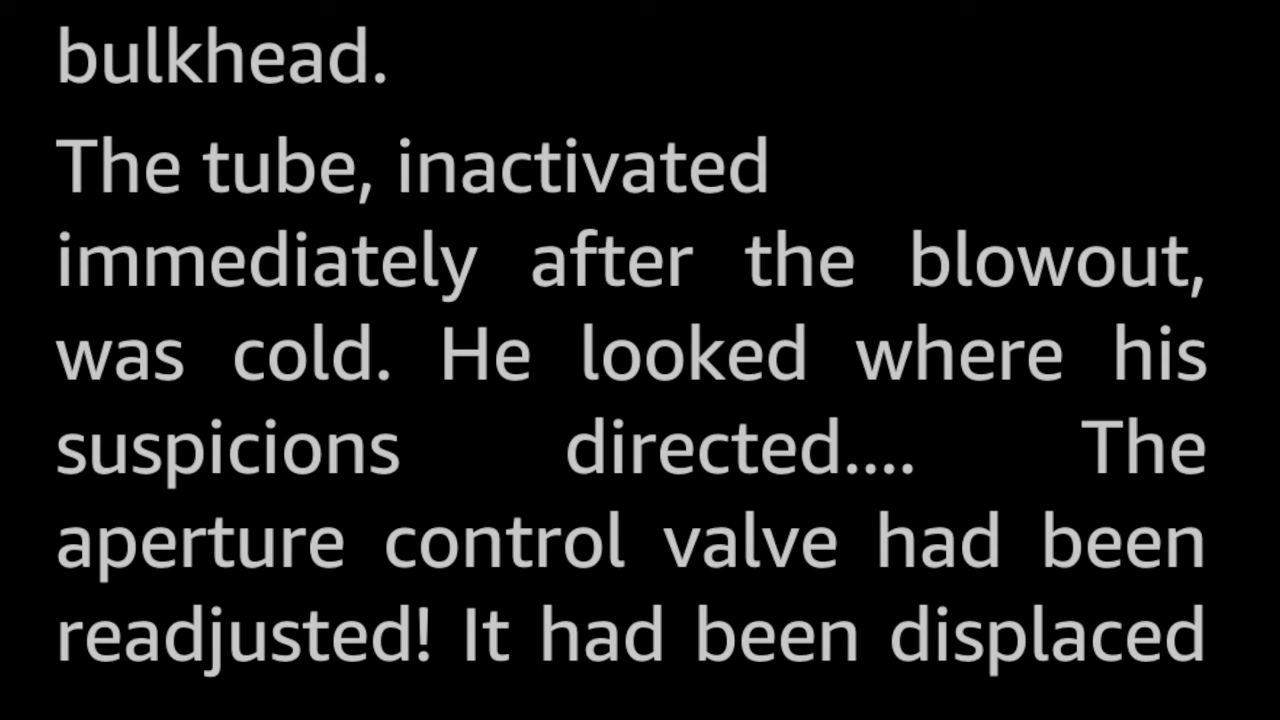 bulkhead.
The tube, inactivated
immediately after the blowout,
was cold. He looked where his
suspicions directed.... The
aperture control valve had been
readjusted! It had been displaced